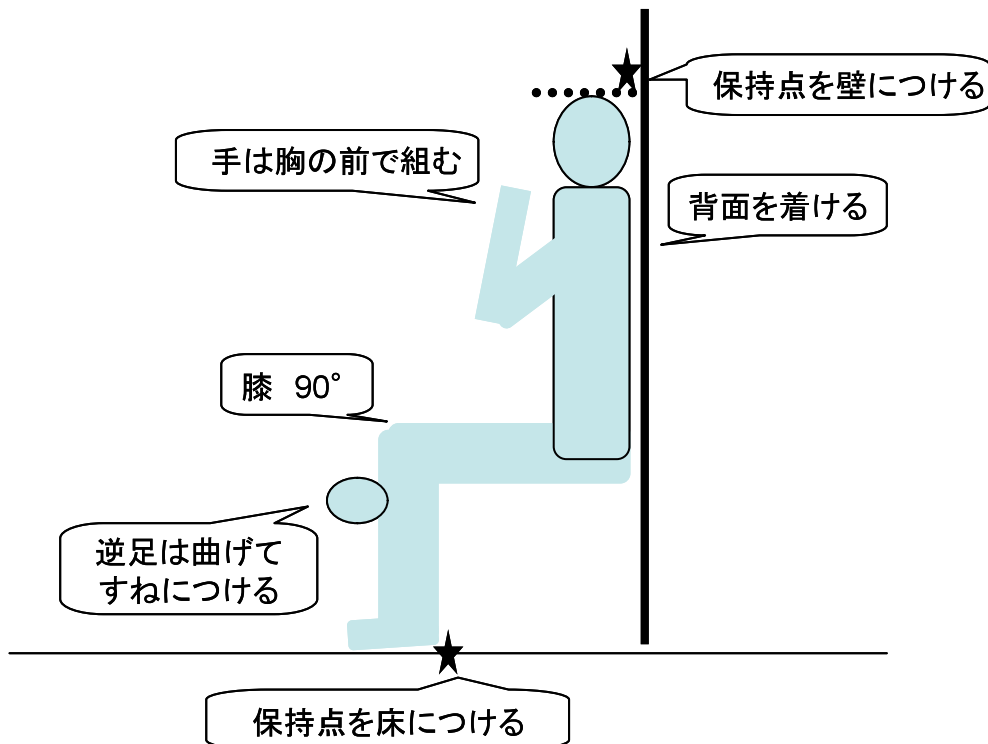 保持点を壁につける
手は胸の前で組む
背面を着ける
膝　90°
逆足は曲げて
すねにつける
保持点を床につける